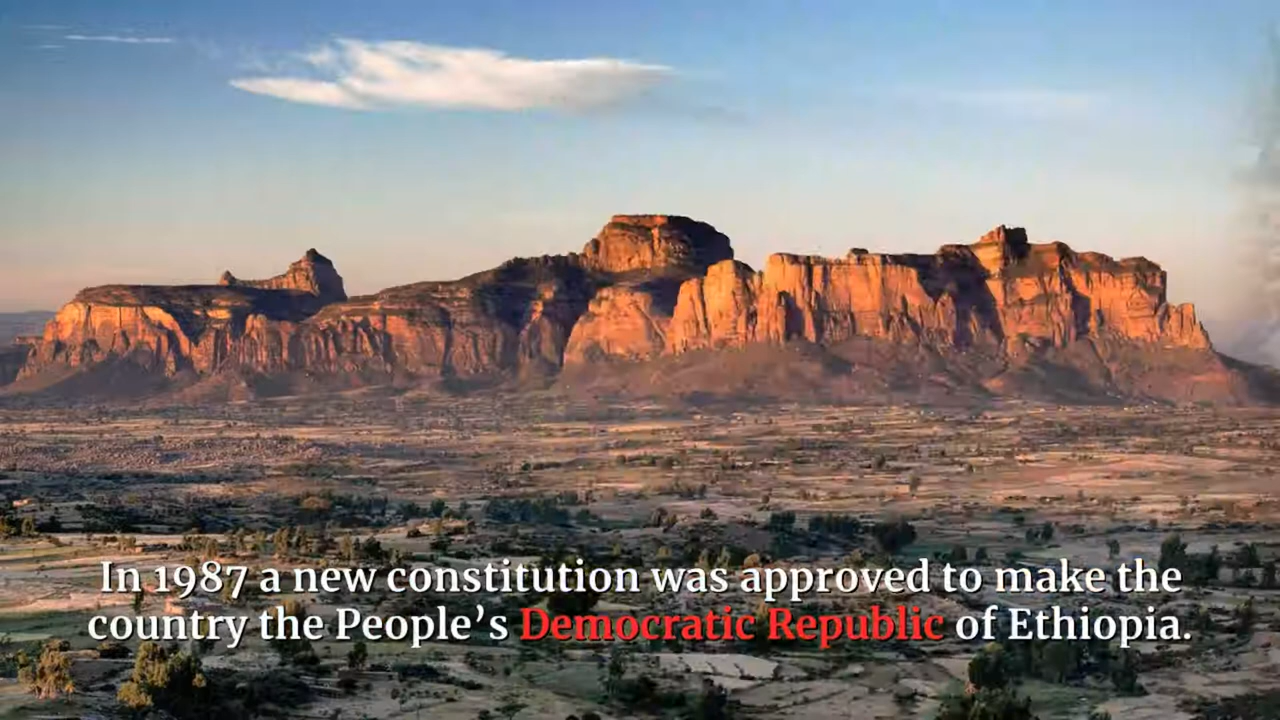 In 1987 a new constitution was approved to make the
country the People’s Democratic Republic of Ethiopia.